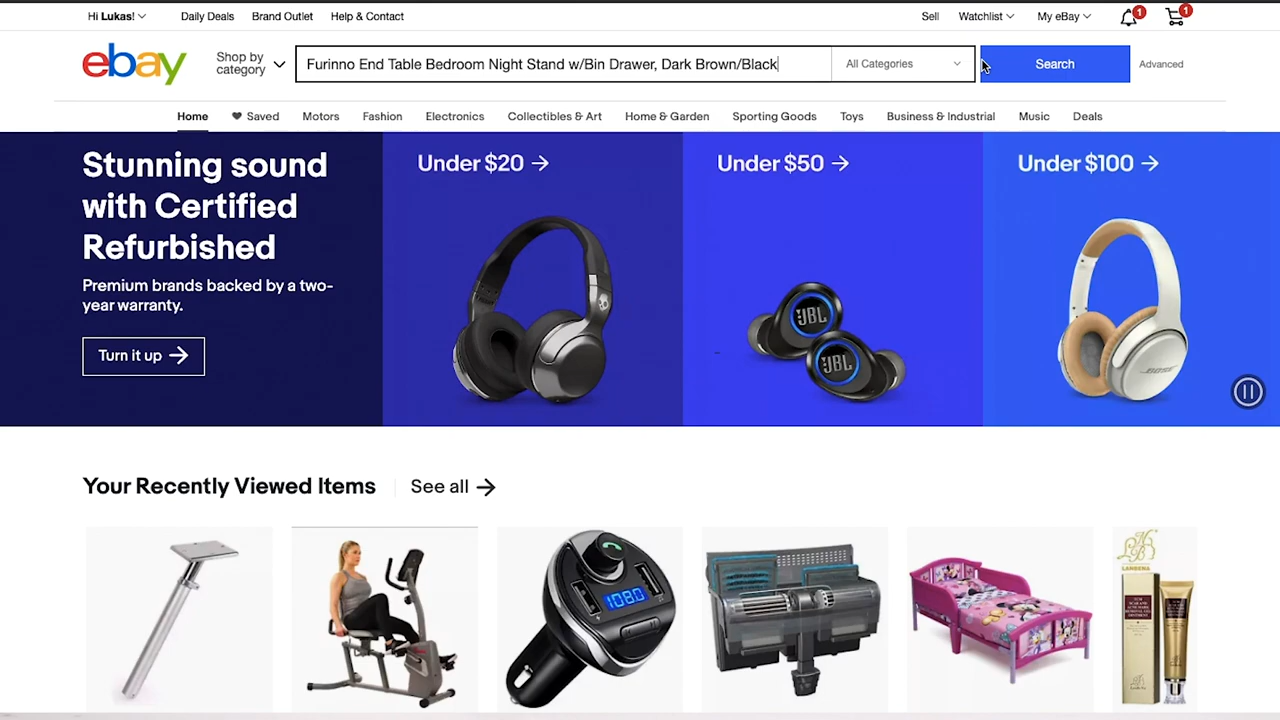 Hi Lukas!
Daily Deals
Brand Outlet
Help & Contact
Sell
Watchlist
My eBay
1
1
ebay
Shop by
category
Furinno End Table Bedroom Night Stand w/Bin Drawer, Dark Brown/Black
All Categories
Search
Advanced
Home
Saved
Motors
Fashion
Electronics
Collectibles & Art
Home & Garden
Sporting Goods
Toys
Business & Industrial
Music
Deals
Stunning sound
with Certified
Refurbished
Premium brands backed by a two-
year warranty.
Turn it up
Under $20
Under $50
Under $100
JBL
JBL
BOSE
Your Recently Viewed Items
See all
108.0
LANBENA